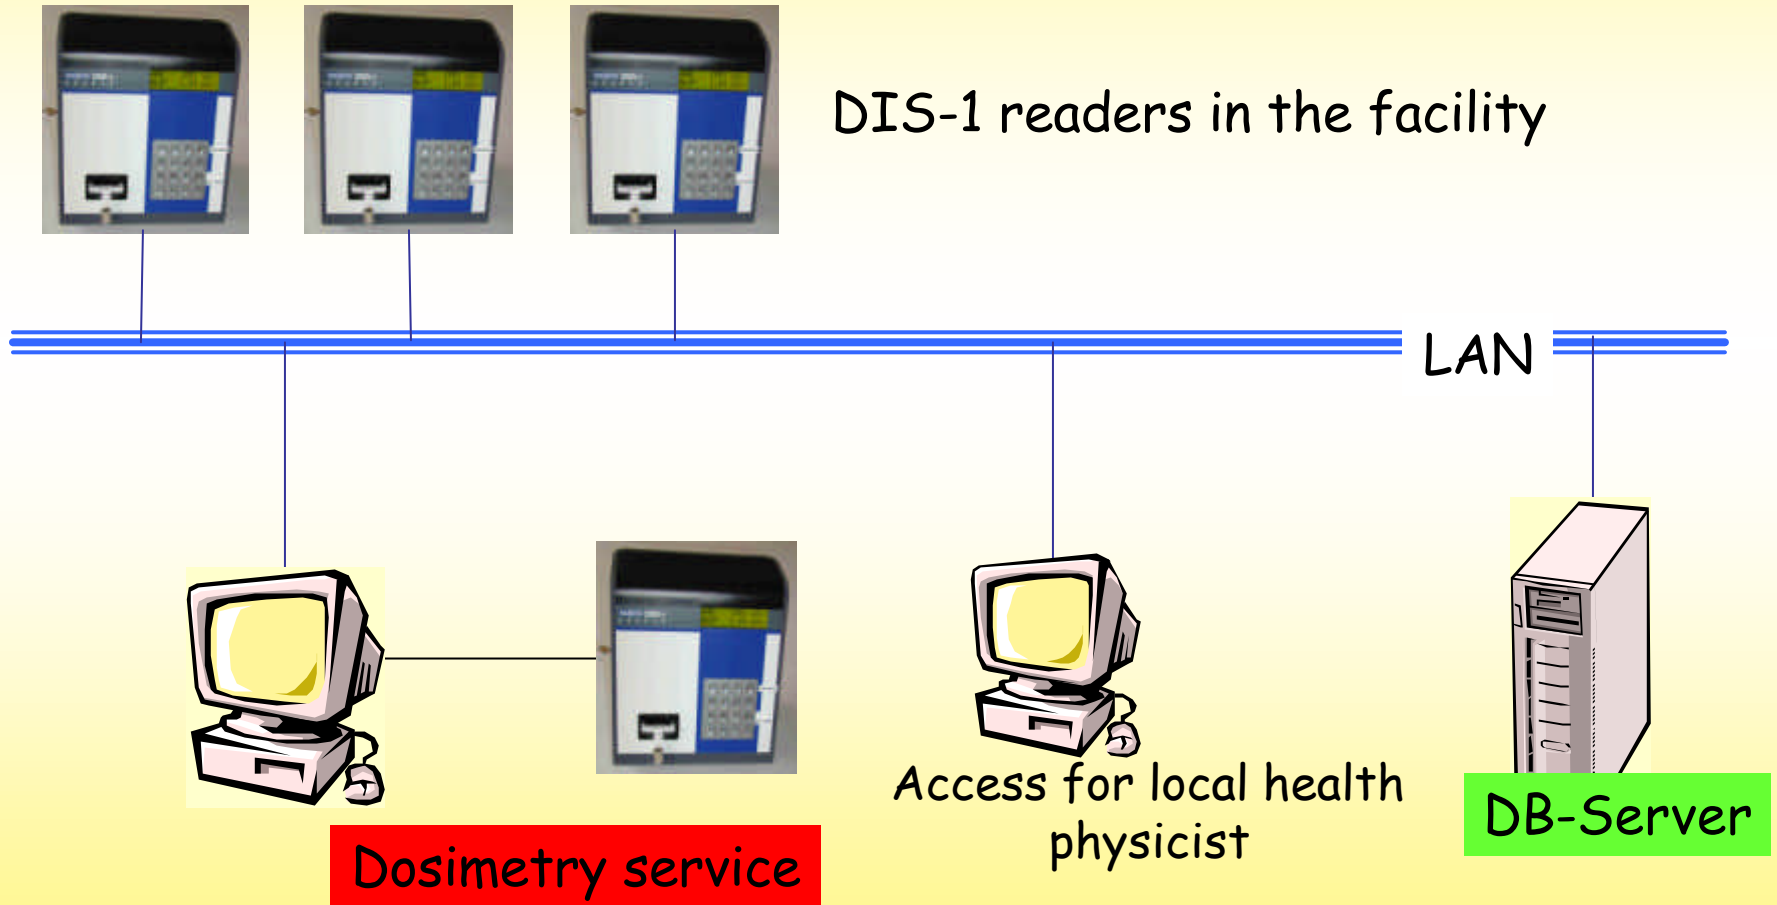 DIS-1 readers in the facility
LAN
Access for local health
physicist
DB-Server
Dosimetry service